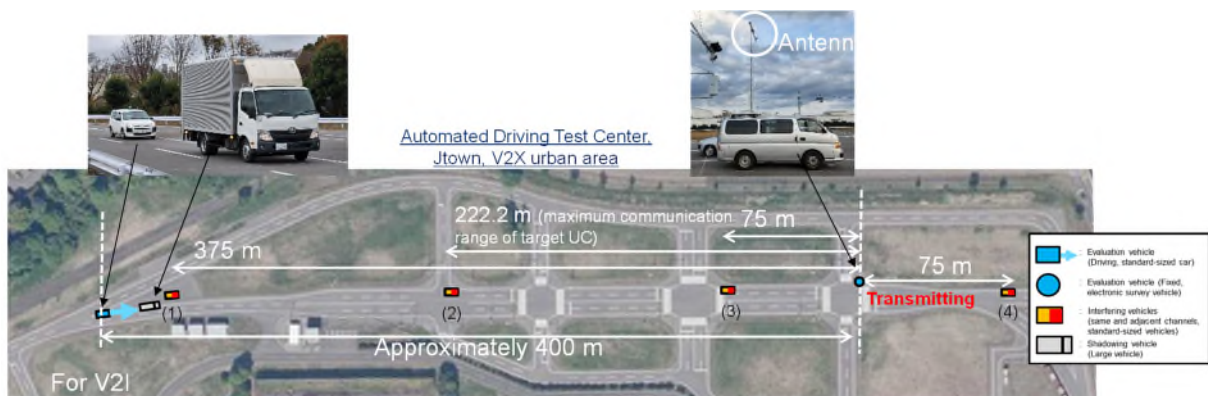 Antenn
Automated Driving Test Center,
Jtown, V2X urban area
222.2 m (maximum communication
range of target UC)
75 m
375 m
75 m
(1)
(2)
(3)
(4)
Transmitting
Approximately 400 m
For V2I
: Evaluation vehicle
(Driving, standard-sized car)
: Evaluation vehicle (Fixed,
electronic survey vehicle)
: Interfering vehicles
(same and adjacent channels,
standard-sized vehicles)
: Shadowing vehicle
(Large vehicle)